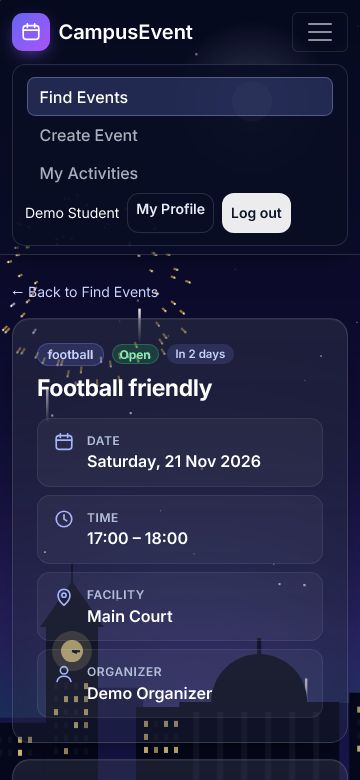 CampusEvent
Find Events
Create Event
My Activities
Demo Student My Profile Log out
← Back to Find Events
football Open In 2 days
Football friendly
DATE
Saturday, 21 Nov 2026
TIME
17:00 – 18:00
FACILITY
Main Court
ORGANIZER
Demo Organizer